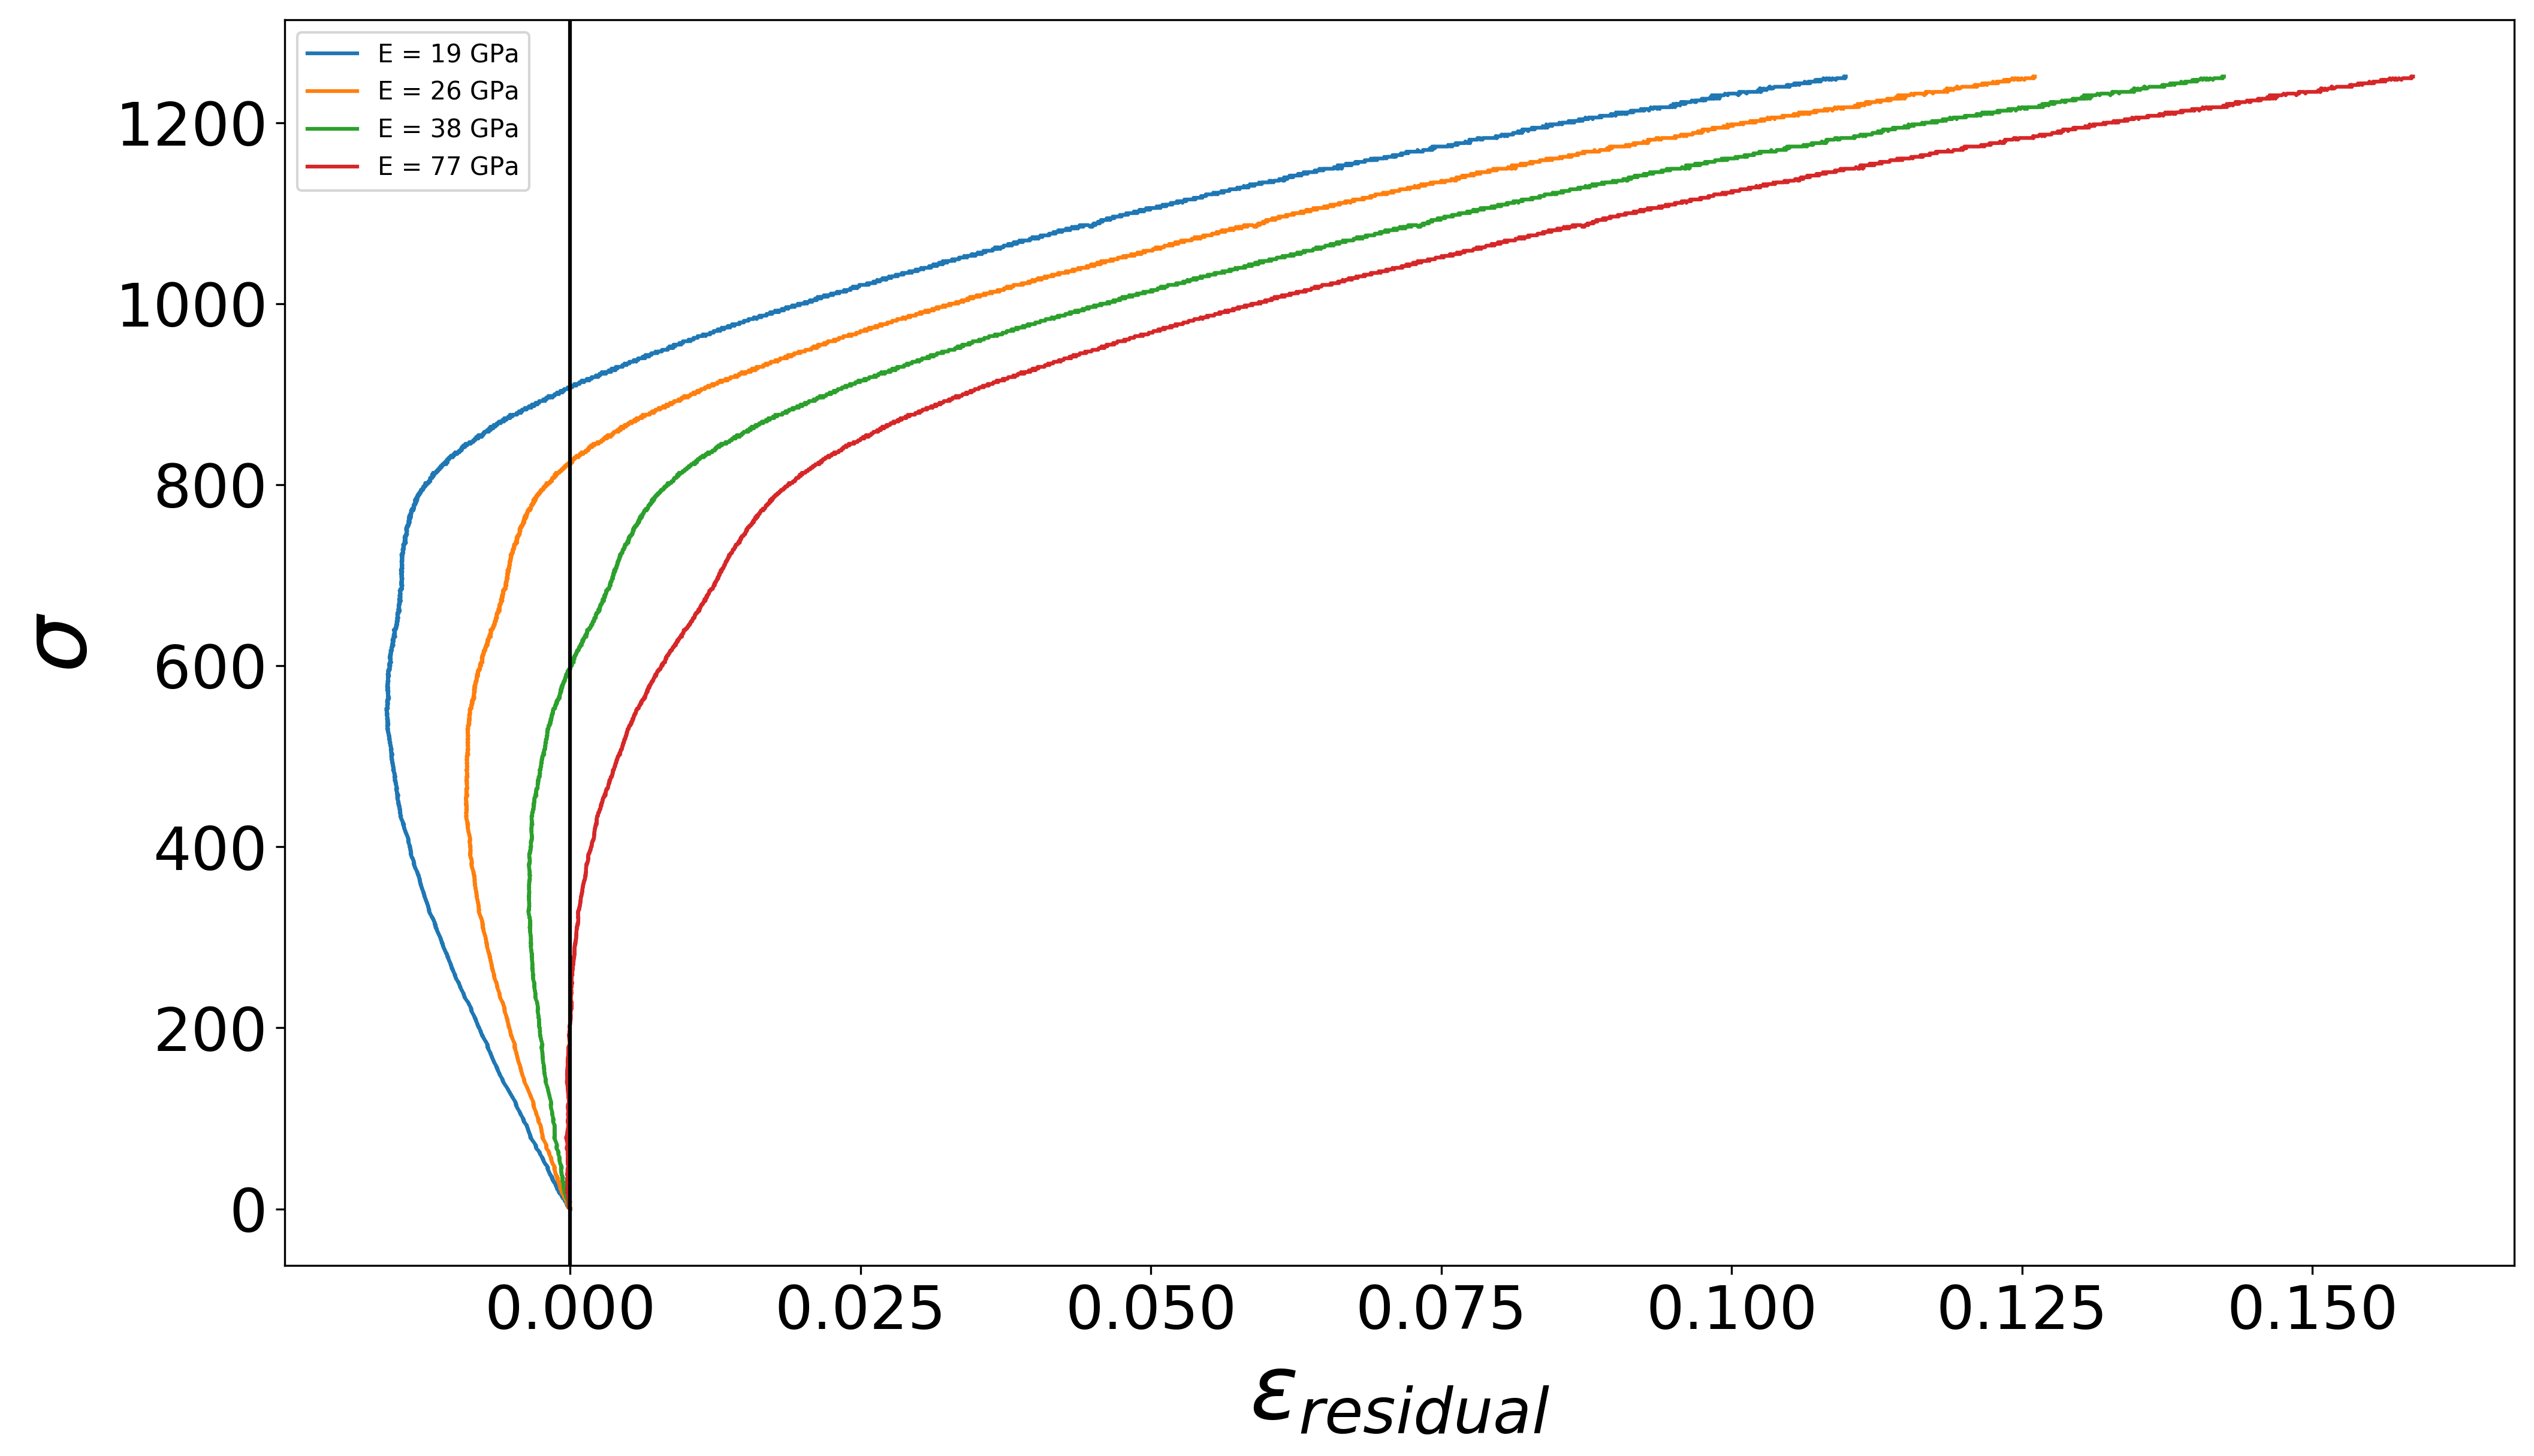 E = 19 GPa
E = 26 GPa
E = 38 GPa
E = 77 GPa
1200
1000
800
600
400
200
0
σ
0.000 0.025 0.050 0.075 0.100 0.125 0.150
ε_residual